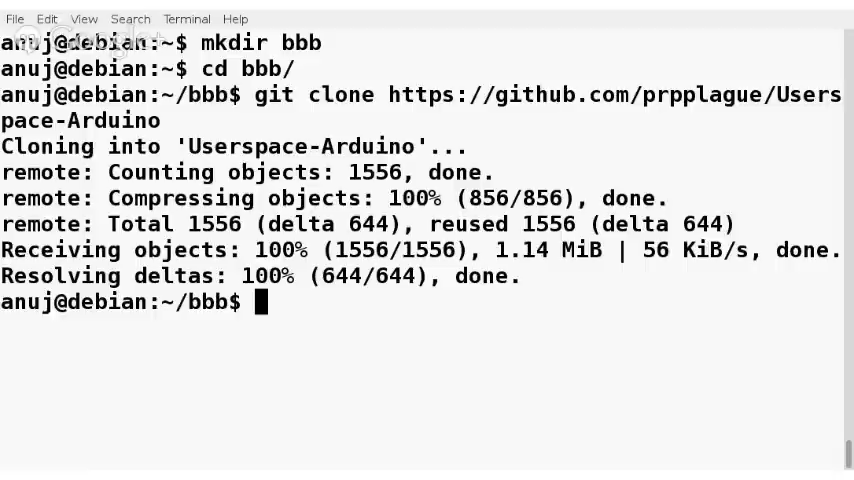 File Edit View Search Terminal Help
Google+
anuj@debian:~$ mkdir bbb
anuj@debian:~$ cd bbb/
anuj@debian:~/bbb$ git clone https://github.com/prpplague/Users
pace-Arduino
Cloning into 'Userspace-Arduino'...
remote: Counting objects: 1556, done.
remote: Compressing objects: 100% (856/856), done.
remote: Total 1556 (delta 644), reused 1556 (delta 644)
Receiving objects: 100% (1556/1556), 1.14 MiB | 56 KiB/s, done.
Resolving deltas: 100% (644/644), done.
anuj@debian:~/bbb$